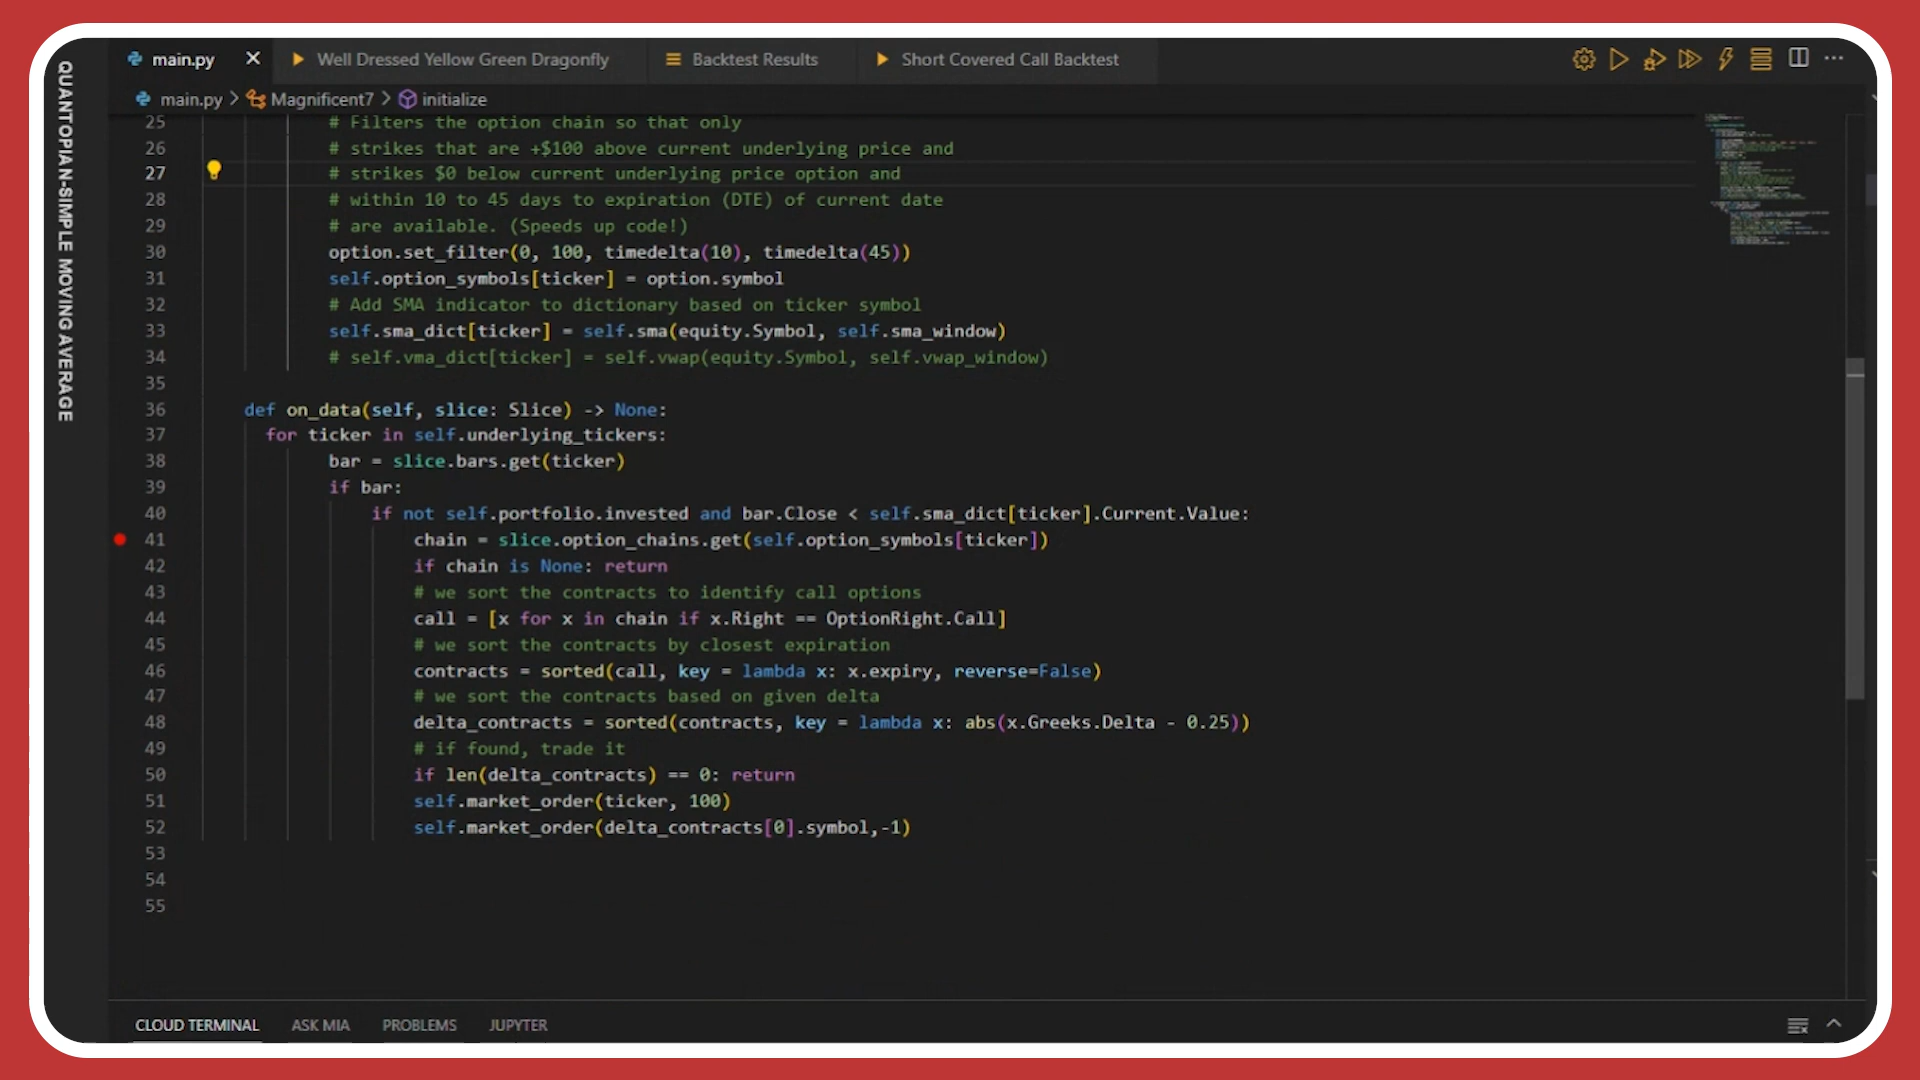 QUANTOPIAN-SIMPLE MOVING AVERAGE
main.py
Well Dressed Yellow Green Dragonfly
Backtest Results
Short Covered Call Backtest
main.py > Magnificent7 > initialize
25 # Filters the option chain so that only
26 # strikes that are +$100 above current underlying price and
27 # strikes $0 below current underlying price option and
28 # within 10 to 45 days to expiration (DTE) of current date
29 # are available. (Speeds up code!)
30 option.set_filter(0, 100, timedelta(10), timedelta(45))
31 self.option_symbols[ticker] = option.symbol
32 # Add SMA indicator to dictionary based on ticker symbol
33 self.sma_dict[ticker] = self.sma(equity.Symbol, self.sma_window)
34 # self.vma_dict[ticker] = self.vwap(equity.Symbol, self.vwap_window)
35
36 def on_data(self, slice: Slice) -> None:
37 for ticker in self.underlying_tickers:
38 bar = slice.bars.get(ticker)
39 if bar:
40 if not self.portfolio.invested and bar.Close < self.sma_dict[ticker].Current.Value:
41 chain = slice.option_chains.get(self.option_symbols[ticker])
42 if chain is None: return
43 # we sort the contracts to identify call options
44 call = [x for x in chain if x.Right == OptionRight.Call]
45 # we sort the contracts by closest expiration
46 contracts = sorted(call, key = lambda x: x.expiry, reverse=False)
47 # we sort the contracts based on given delta
48 delta_contracts = sorted(contracts, key = lambda x: abs(x.Greeks.Delta - 0.25))
49 # if found, trade it
50 if len(delta_contracts) == 0: return
51 self.market_order(ticker, 100)
52 self.market_order(delta_contracts[0].symbol,-1)
53
54
55
CLOUD TERMINAL
ASK MIA
PROBLEMS
JUPYTER